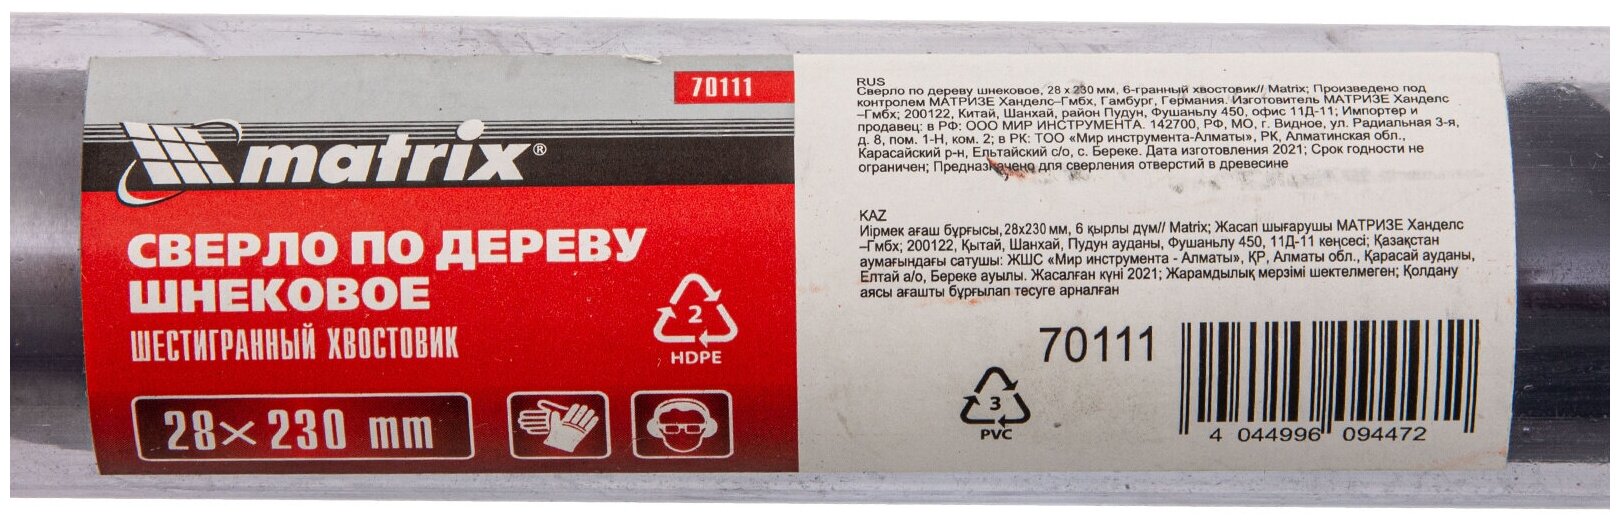 70111
matrix®
СВЕРЛО ПО ДЕРЕВУ
ШНЕКОВОЕ
ШЕСТИГРАННЫЙ ХВОСТОВИК
28×230 mm
2
HDPE
RUS
Сверло по дереву шнековое, 28 x 230 мм, 6-гранный хвостовик// Matrix; Произведено под
контролем МАТРИЗЕ Ханделс–Гмбх, Гамбург, Германия. Изготовитель МАТРИЗЕ Ханделс
–Гмбх; 200122, Китай, Шанхай, район Пудун, Фушаньлу 450, офис 11Д-11; Импортер и
продавец: в РФ: ООО МИР ИНСТРУМЕНТА. 142700, РФ, МО, г. Видное, ул. Радиальная 3-я,
д. 8, пом. 1-Н, ком. 2; в РК: ТОО «Мир инструмента-Алматы», РК, Алматинская обл.,
Карасайский р-н, Ельтайский с/о, с. Береке. Дата изготовления 2021; Срок годности не
ограничен; Предназначено для сверления отверстий в древесине
KAZ
Иірмек ағаш бұрғысы, 28x230 мм, 6 қырлы дүм// Matrix; Жасап шығарушы МАТРИЗЕ Ханделс
–Гмбх; 200122, Қытай, Шанхай, Пудун ауданы, Фушаньлу 450, 11Д-11 кеңсесі; Қазақстан
аумағындағы сатушы: ЖШС «Мир инструмента - Алматы», ҚР, Алматы обл., Қарасай ауданы,
Елтай а/о, Береке ауылы. Жасалған күні 2021; Жарамдылық мерзімі шектелмеген; Қолдану
аясы ағашты бұрғылап тесуге арналған
70111
3
PVC
4 044996 094472